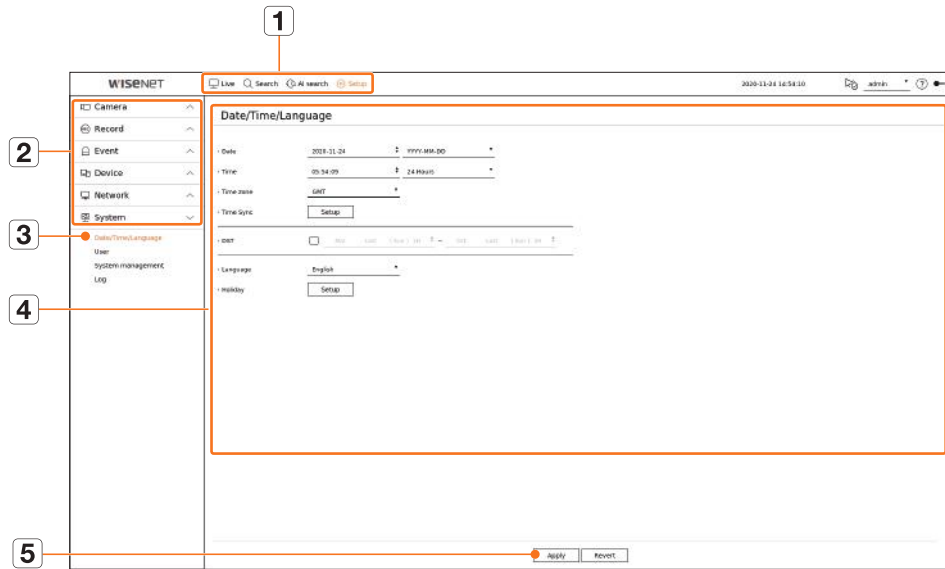 1
WISENET Live Search AI search Setup 2020-11-24 14:54:10 admin ?
Camera
Record
Event
Device
Network
System
Date/Time/Language
User
System management
Log
2
3
4
5
Date/Time/Language
Date 2020-11-24 YYYY-MM-DD
Time 05:54:09 24 Hours
Time zone GMT
Time Sync Setup
DST
Language English
Holiday Setup
Apply Revert